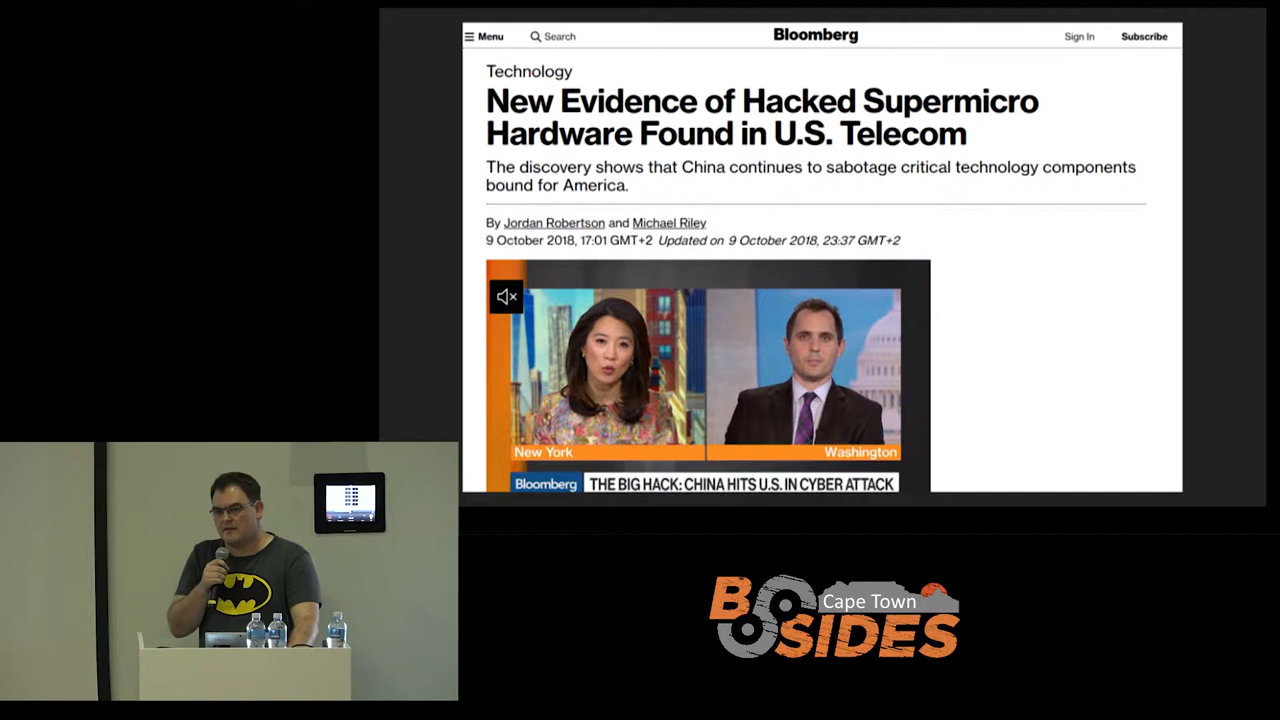 Menu
Search
Bloomberg
Sign In
Subscribe
Technology
New Evidence of Hacked Supermicro
Hardware Found in U.S. Telecom
The discovery shows that China continues to sabotage critical technology components
bound for America.
By Jordan Robertson and Michael Riley
9 October 2018, 17:01 GMT+2 Updated on 9 October 2018, 23:37 GMT+2
New York
Washington
Bloomberg
THE BIG HACK: CHINA HITS U.S. IN CYBER ATTACK
BSIDES
Cape Town